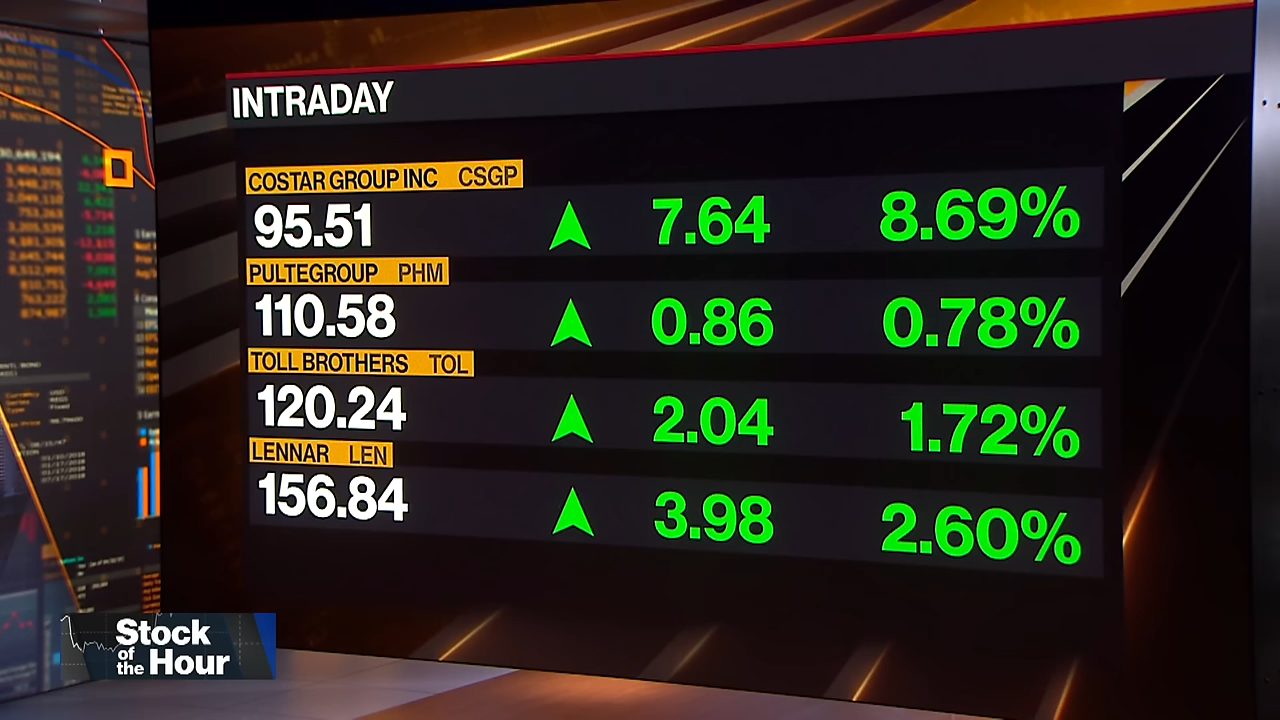 INTRADAY
COSTAR GROUP INC CSGP
95.51 7.64 8.69%
PULTEGROUP PHM
110.58 0.86 0.78%
TOLL BROTHERS TOL
120.24 2.04 1.72%
LENNAR LEN
156.84 3.98 2.60%
Stock
of
the Hour